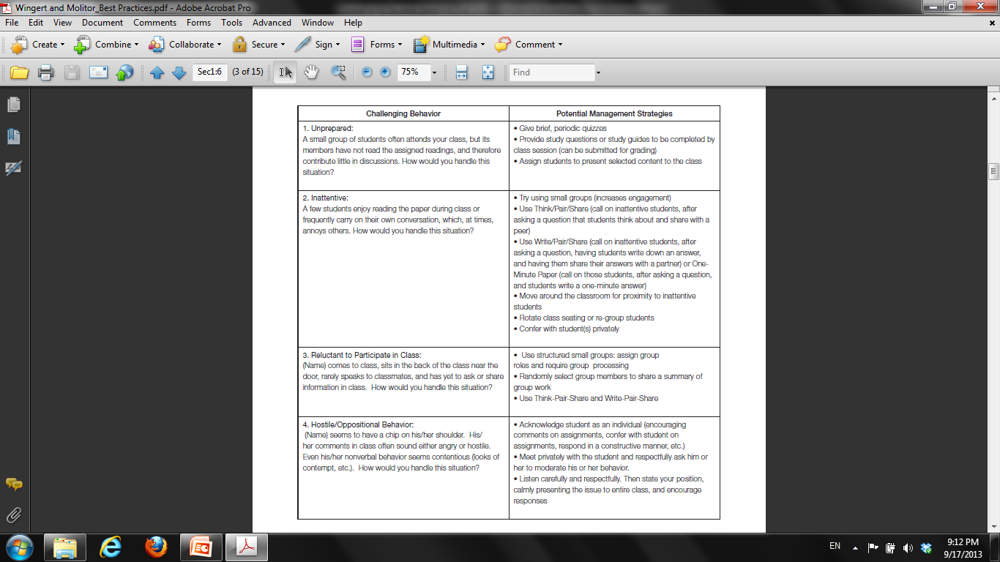 Wingert and Molitor_Best Practices.pdf - Adobe Acrobat Pro
File Edit View Document Comments Forms Tools Advanced Window Help
Create Combine Collaborate Secure Sign Forms Multimedia Comment
Sec1:6 (3 of 15) 75% Find
Challenging Behavior
Potential Management Strategies
1. Unprepared:
A small group of students often attends your class, but its
members have not read the assigned readings, and therefore
contribute little in discussions. How would you handle this
situation?
• Give brief, periodic quizzes
• Provide study questions or study guides to be completed by
class session (can be submitted for grading)
• Assign students to present selected content to the class
2. Inattentive:
A few students enjoy reading the paper during class or
frequently carry on their own conversation, which, at times,
annoys others. How would you handle this situation?
• Try using small groups (increases engagement)
• Use Think/Pair/Share (call on inattentive students, after
asking a question that students think about and share with a
peer)
• Use Write/Pair/Share (call on inattentive students, after
asking a question, having students write down an answer,
and having them share their answers with a partner) or One-
Minute Paper (call on those students, after asking a question,
and students write a one-minute answer)
• Move around the classroom for proximity to inattentive
students
• Rotate class seating or re-group students
• Confer with student(s) privately
3. Reluctant to Participate in Class:
(Name) comes to class, sits in the back of the class near the
door, rarely speaks to classmates, and has yet to ask or share
information in class. How would you handle this situation?
• Use structured small groups: assign group
roles and require group processing
• Randomly select group members to share a summary of
group work
• Use Think-Pair-Share and Write-Pair-Share
4. Hostile/Oppositional Behavior:
(Name) seems to have a chip on his/her shoulder. His/
her comments in class often sound either angry or hostile.
Even his/her nonverbal behavior seems contentious (looks of
contempt, etc.). How would you handle this situation?
• Acknowledge student as an individual (encouraging
comments on assignments, confer with student on
assignments, respond in a constructive manner, etc.)
• Meet privately with the student and respectfully ask him or
her to moderate his or her behavior.
• Listen carefully and respectfully. Then state your position,
calmly presenting the issue to entire class, and encourage
responses
EN
9:12 PM
9/17/2013